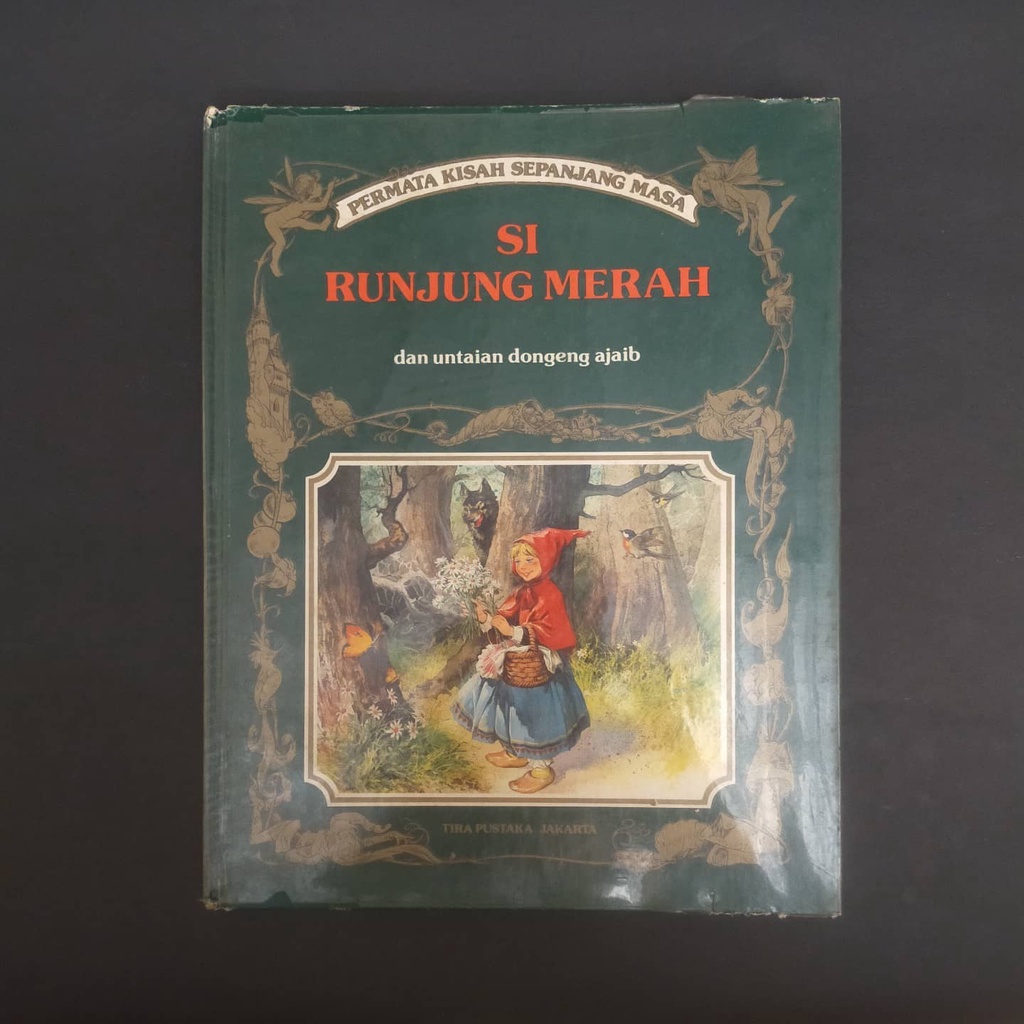 PERMATA KISAH SEPANJANG MASA
SI
RUNJUNG MERAH
dan untaian dongeng ajaib
TIRA PUSTAKA JAKARTA